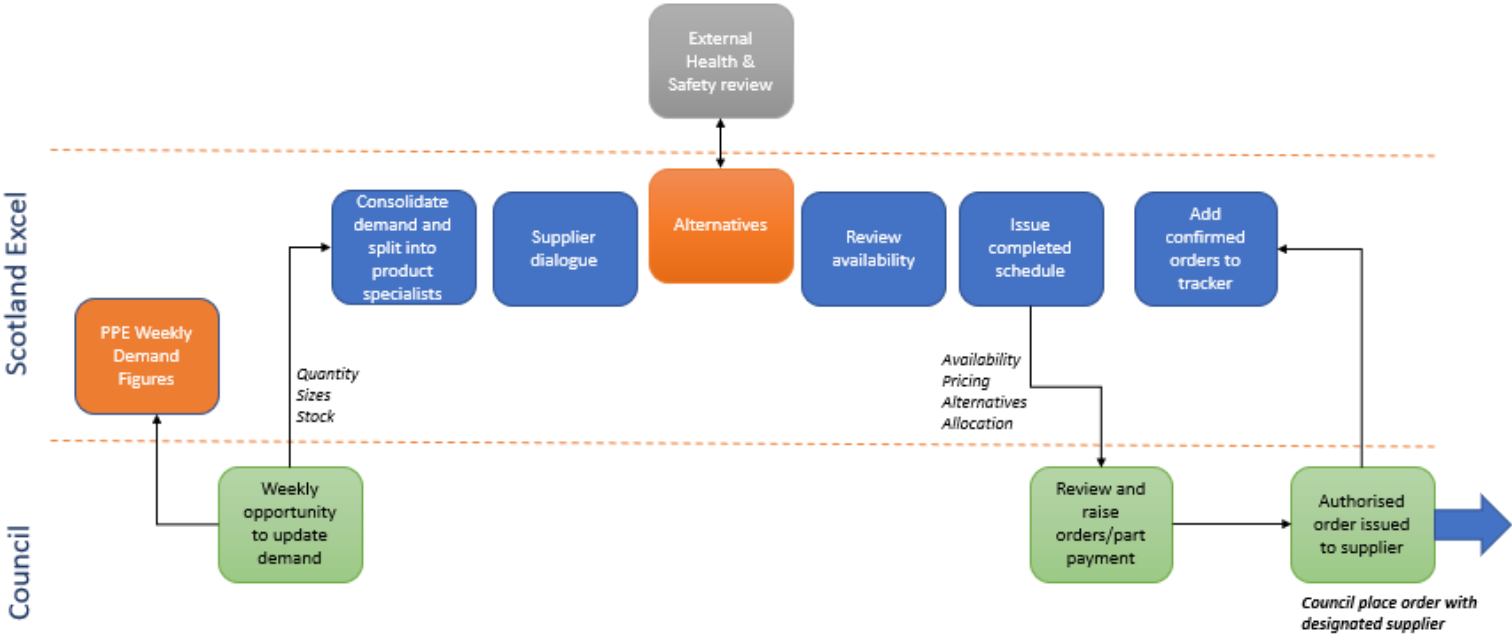 External
Health &
Safety review
Scotland Excel
Consolidate
demand and
split into
product
specialists
Supplier
dialogue
Alternatives
Review
availability
Issue
completed
schedule
Add
confirmed
orders to
tracker
PPE Weekly
Demand
Figures
Quantity
Sizes
Stock
Availability
Pricing
Alternatives
Allocation
Council
Weekly
opportunity
to update
demand
Review and
raise
orders/part
payment
Authorised
order issued
to supplier
Council place order with
designated supplier